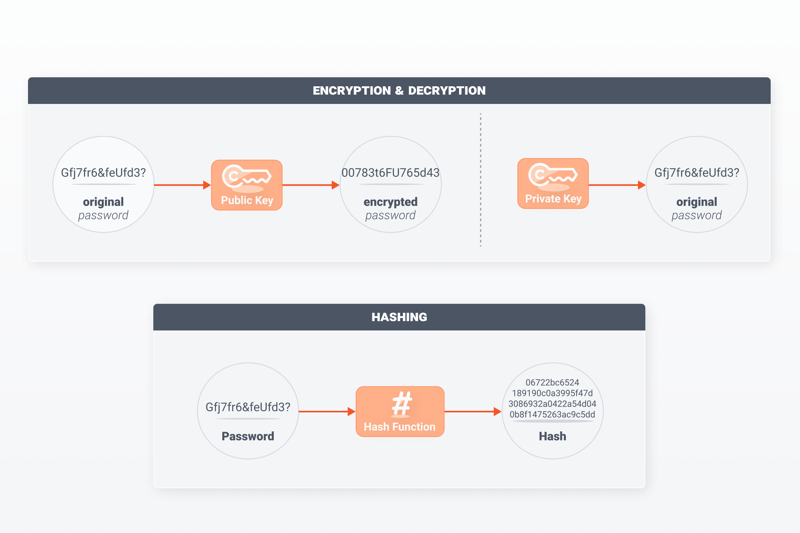 ENCRYPTION & DECRYPTION
Gfj7fr6&feUfd3?
original
password
C
Public Key
00783t6FU765d43
encrypted
password
C
Private Key
Gfj7fr6&feUfd3?
original
password
HASHING
Gfj7fr6&feUfd3?
Password
#
Hash Function
06722bc6524
189190c0a3995f47d
3086932a0422a54d04
0b8f1475263ac9c5dd
Hash